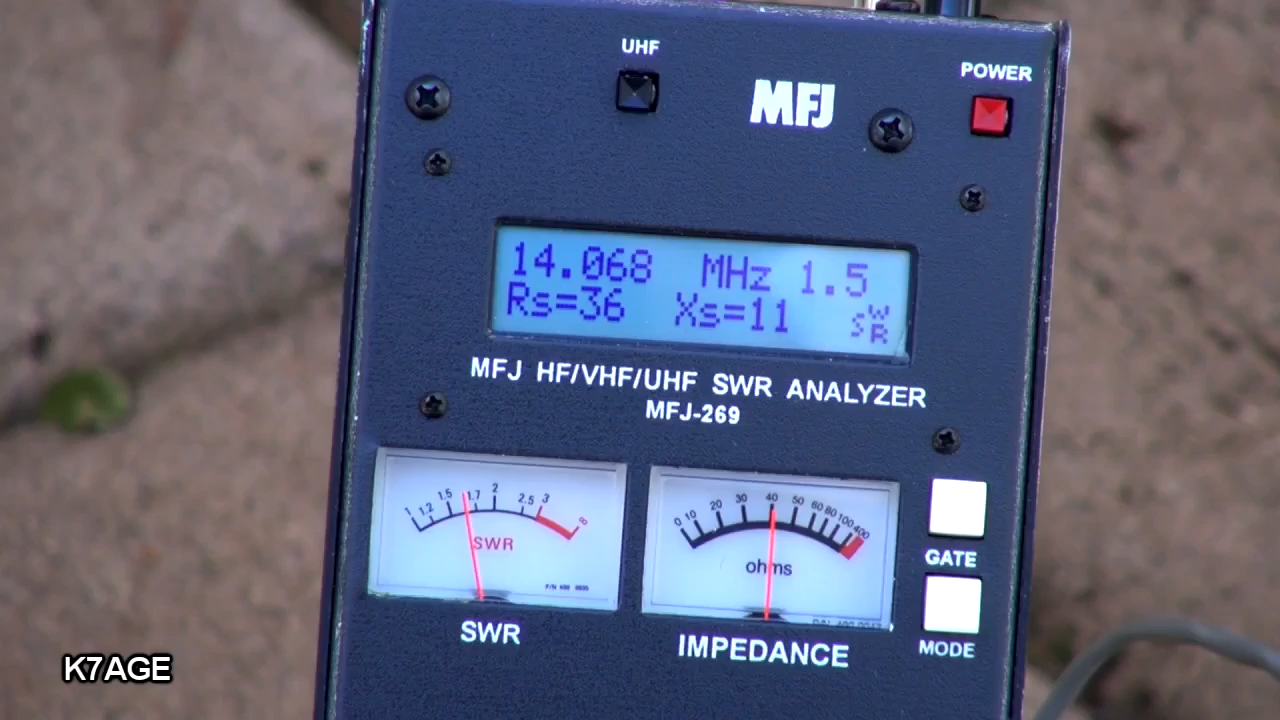 UHF
POWER
MFJ
14.068 MHz 1.5
Rs=36 Xs=11 SWR
MFJ HF/VHF/UHF SWR ANALYZER
MFJ-269
1 1.2 1.5 1.7 2 2.5 3 ∞
SWR
0 10 20 30 40 50 60 80 100 400
ohms
GATE
SWR
IMPEDANCE
MODE
K7AGE